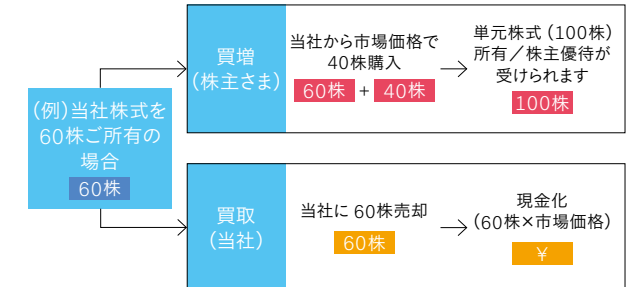 (例)当社株式を
60株ご所有の
場合
60株
買増
(株主さま)
当社から市場価格で
40株購入
60株 + 40株
単元株式(100株)
所有／株主優待が
受けられます
100株
買取
(当社)
当社に60株売却
60株
現金化
(60株×市場価格)
¥